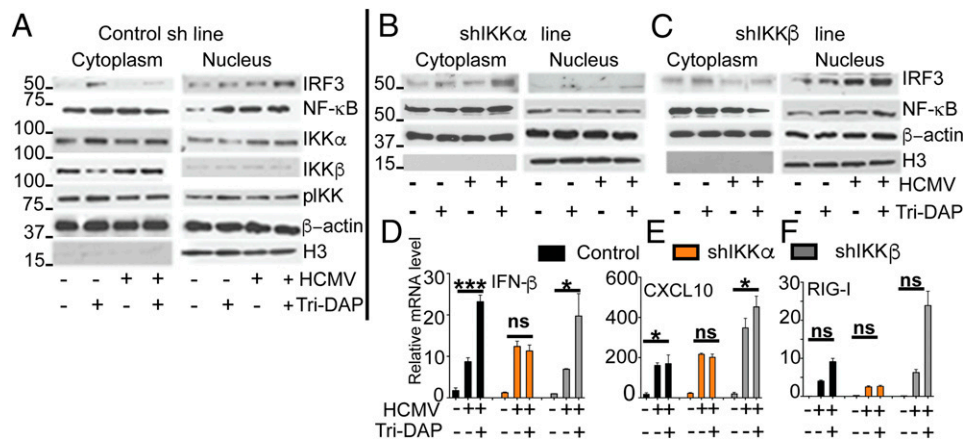 A
Control sh line
Cytoplasm Nucleus
50 IRF3
75 NF-κB
100 IKKα
100 IKKβ
100 pIKK
75
37 β-actin
15 H3
- - + + - - + + HCMV
- + - + - + - + Tri-DAP
B
shIKKα line
Cytoplasm Nucleus
50
50
37
15
- - + + - - + +
- + - + - + - +
C
shIKKβ line
Cytoplasm Nucleus
IRF3
NF-κB
β-actin
H3
- - + + - - + + HCMV
- + - + - + - + Tri-DAP
Control shIKKα shIKKβ
D
Relative mRNA level
IFN-β
30
20
10
0
*** ns *
HCMV -++ -++ -++
Tri-DAP --+ --+ --+
E
CXCL10
600
400
200
0
* ns *
-++ -++ -++
--+ --+ --+
F
RIG-I
30
15
0
ns ns ns
-++ -++ -++
--+ --+ --+